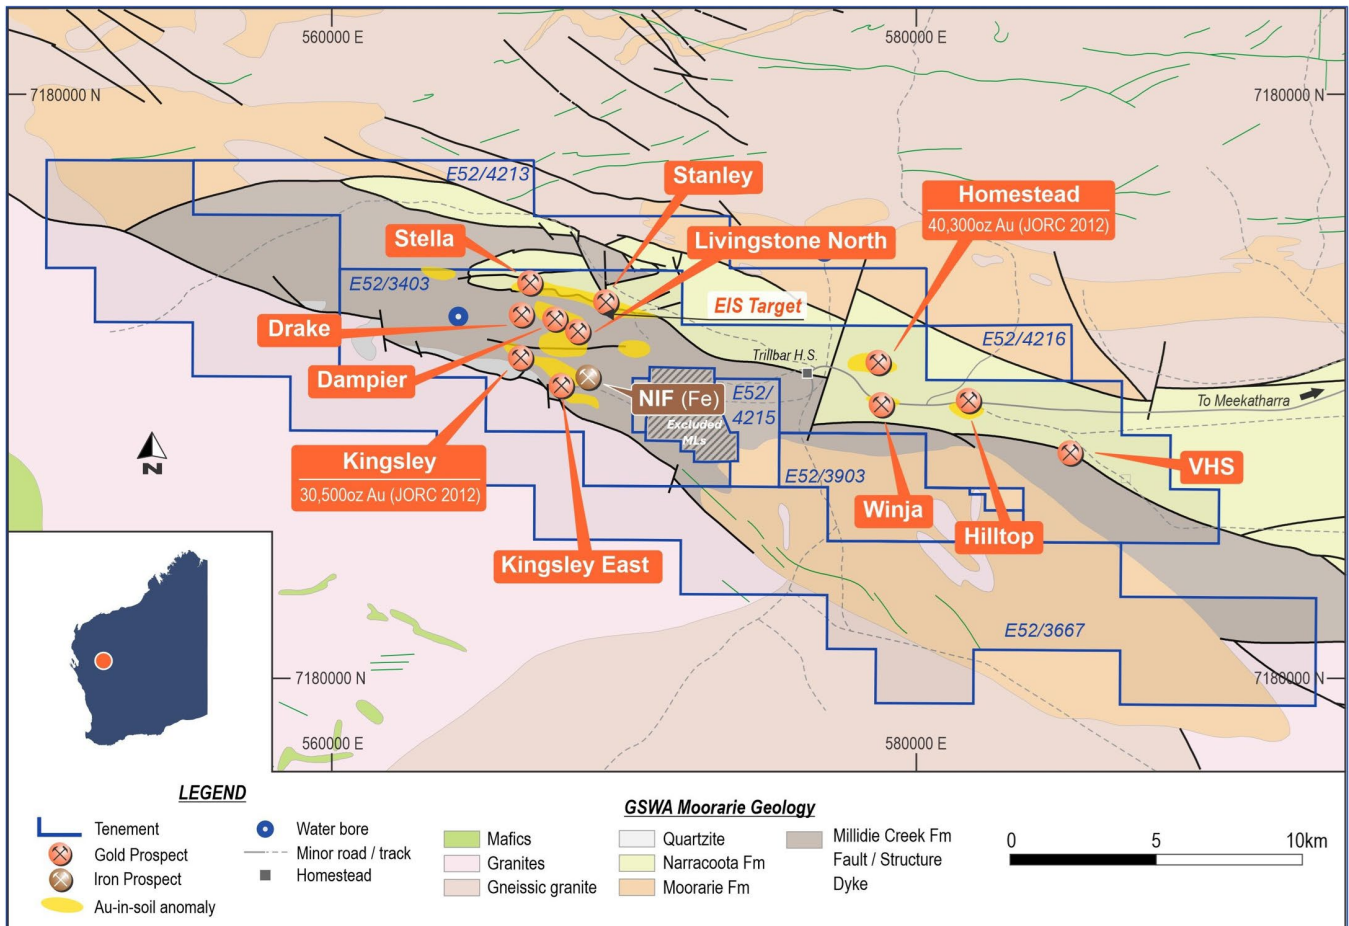 560000 E
580000 E
7180000 N
7180000 N
E52/4213
Stanley
Homestead
40,300oz Au (JORC 2012)
Stella
Livingstone North
E52/3403
EIS Target
Drake
E52/4216
Trillbar H.S.
Dampier
NIF (Fe)
E52/
4215
To Meekatharra
Excluded
MLs
Kingsley
30,500oz Au (JORC 2012)
E52/3903
VHS
Winja
Hilltop
Kingsley East
N
E52/3667
7180000 N
7180000 N
560000 E
580000 E
LEGEND
Tenement
Gold Prospect
Iron Prospect
Au-in-soil anomaly
Water bore
Minor road / track
Homestead
GSWA Moorarie Geology
Mafics
Granites
Gneissic granite
Quartzite
Narracoota Fm
Moorarie Fm
Millidie Creek Fm
Fault / Structure
Dyke
0 5 10km